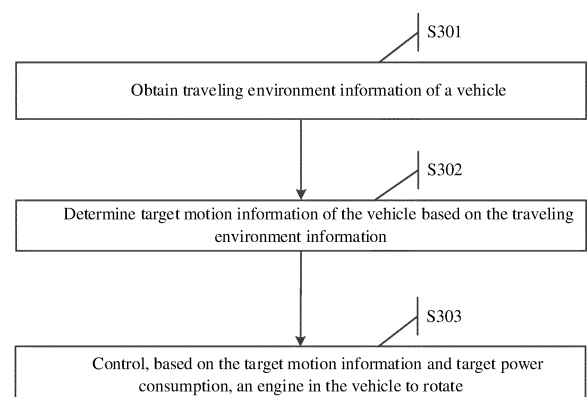 S301
Obtain traveling environment information of a vehicle
S302
Determine target motion information of the vehicle based on the traveling
environment information
S303
Control, based on the target motion information and target power
consumption, an engine in the vehicle to rotate